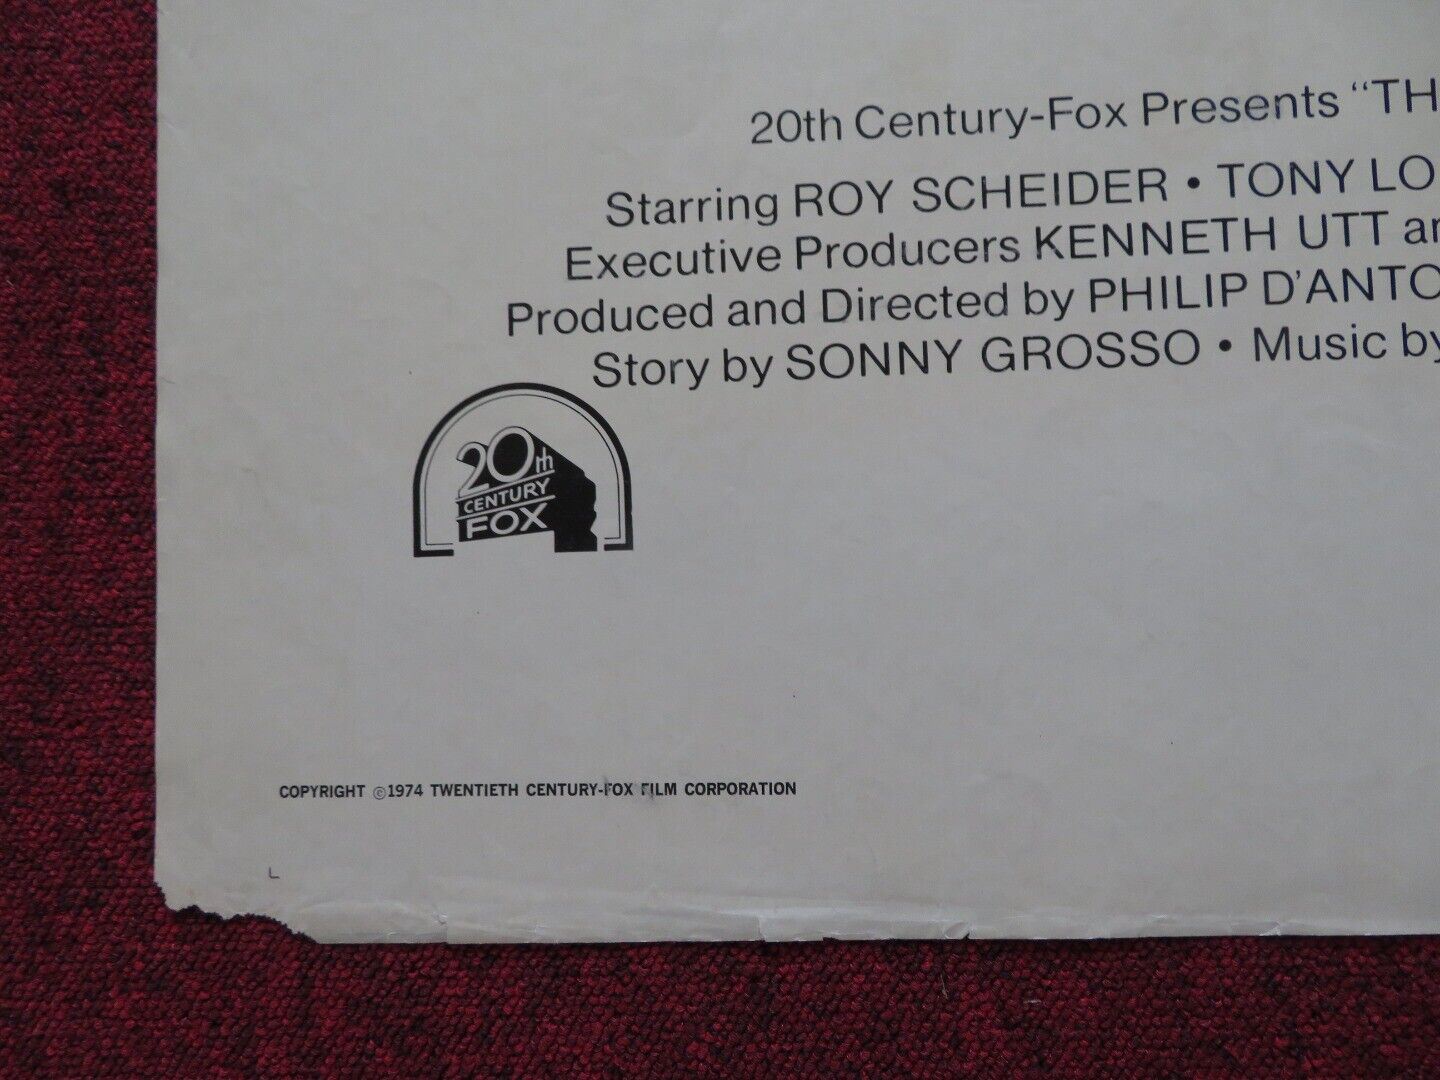 20th Century-Fox Presents “TH
Starring ROY SCHEIDER • TONY LO
Executive Producers KENNETH UTT an
Produced and Directed by PHILIP D'ANTO
Story by SONNY GROSSO • Music by
20th
CENTURY
FOX
COPYRIGHT ©1974 TWENTIETH CENTURY-FOX FILM CORPORATION